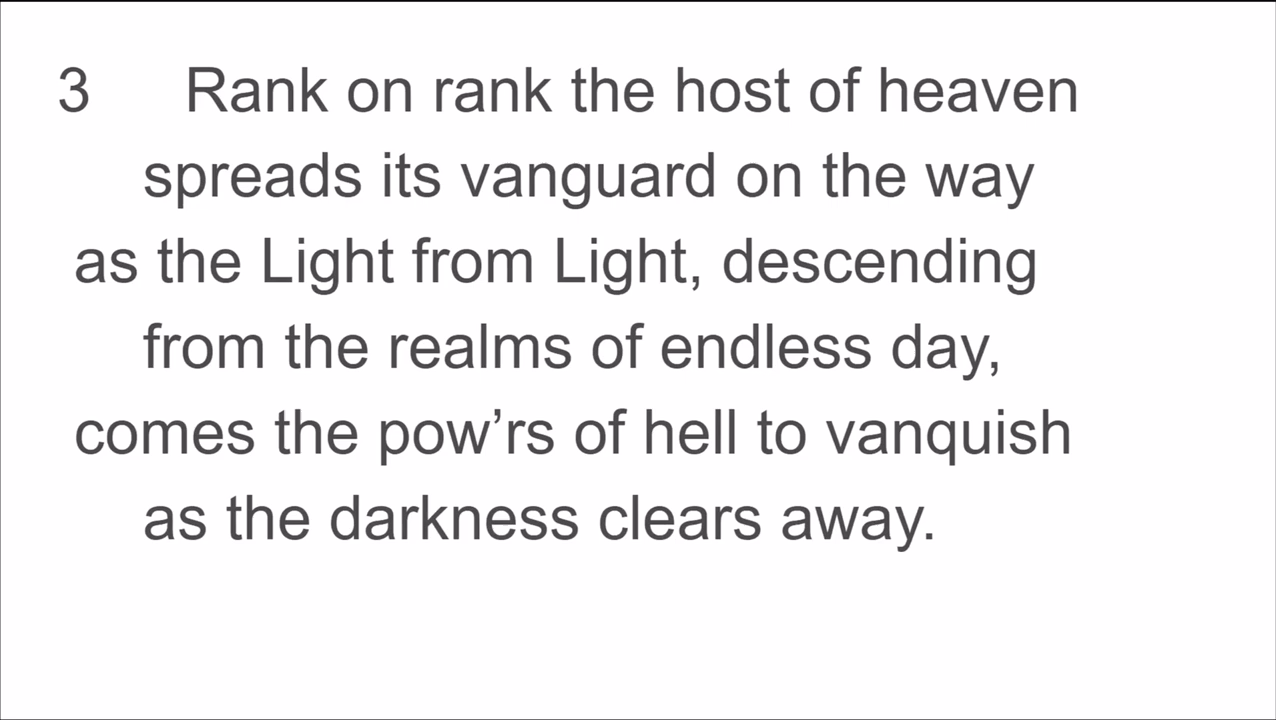 3 Rank on rank the host of heaven
spreads its vanguard on the way
as the Light from Light, descending
from the realms of endless day,
comes the pow’rs of hell to vanquish
as the darkness clears away.